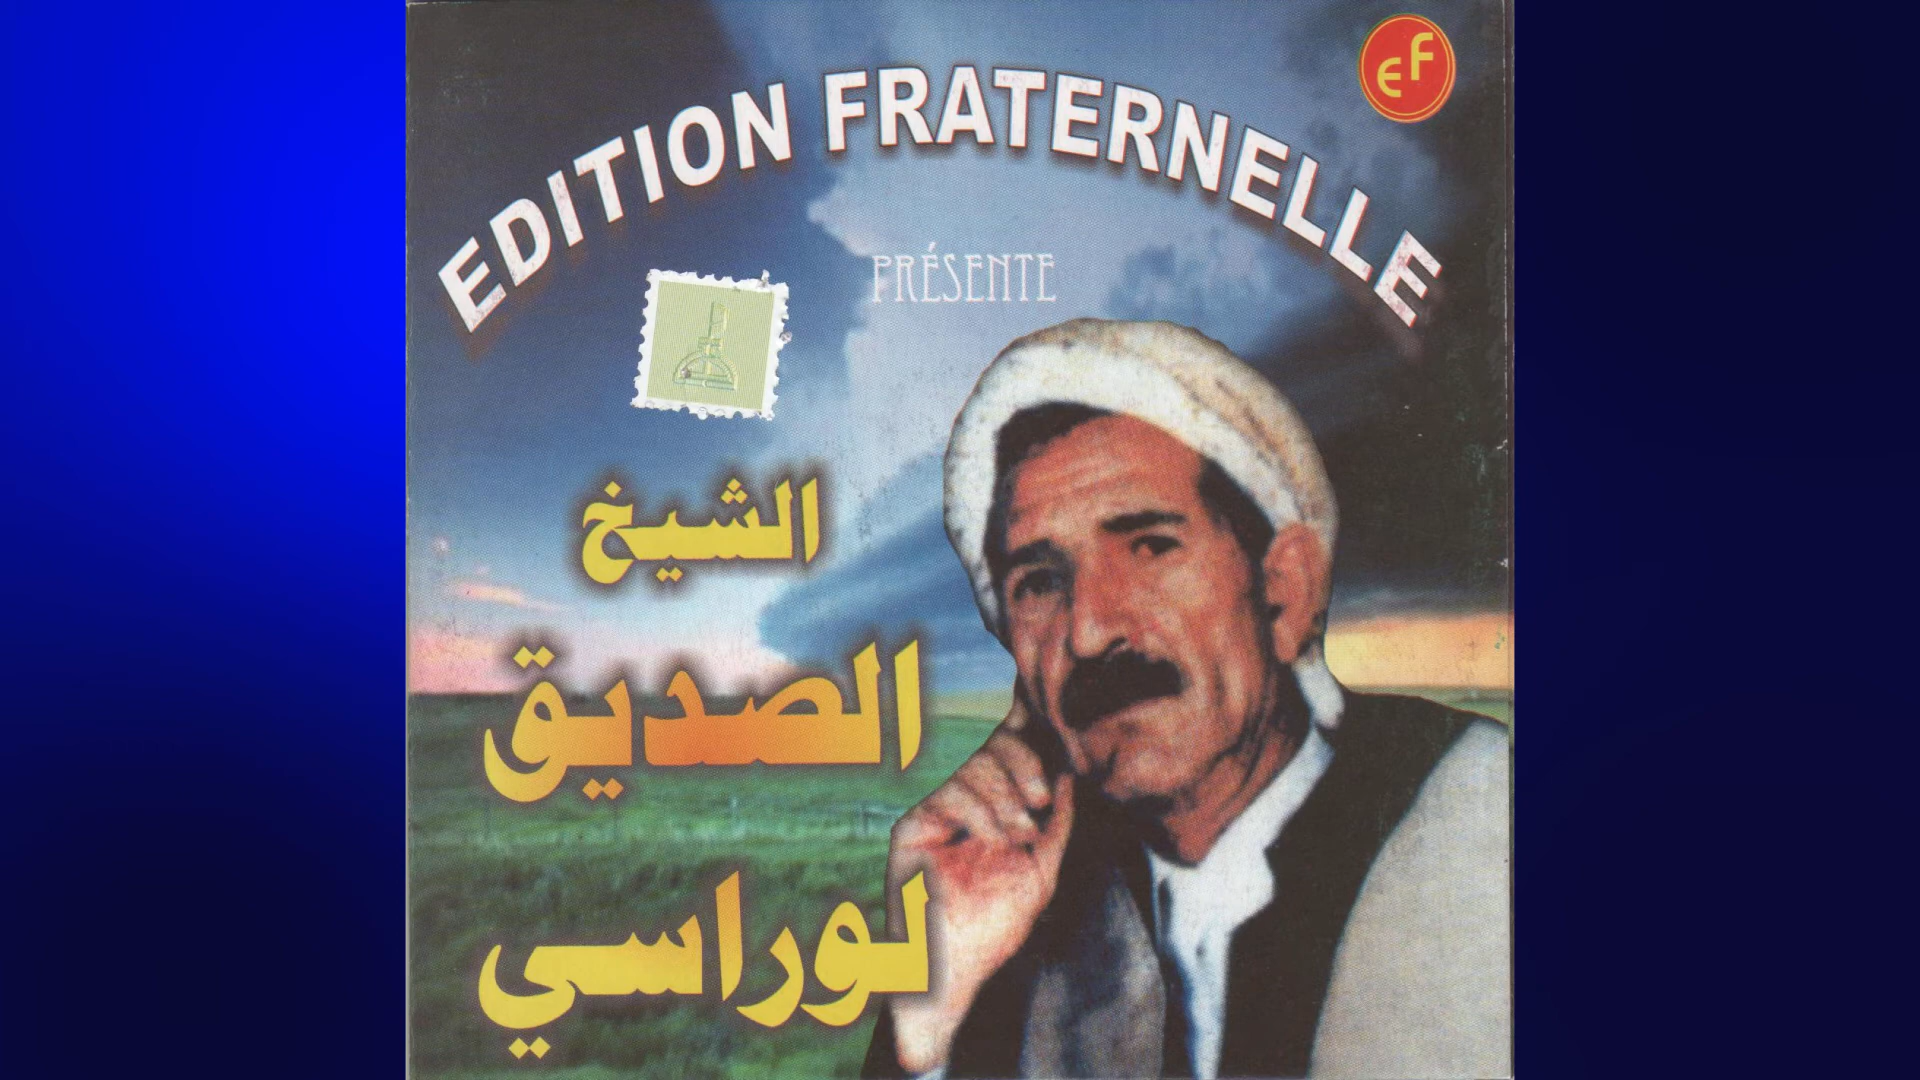 EF
EDITION FRATERNELLE
PRÉSENTE
الشيخ
الصديق
لوراسي